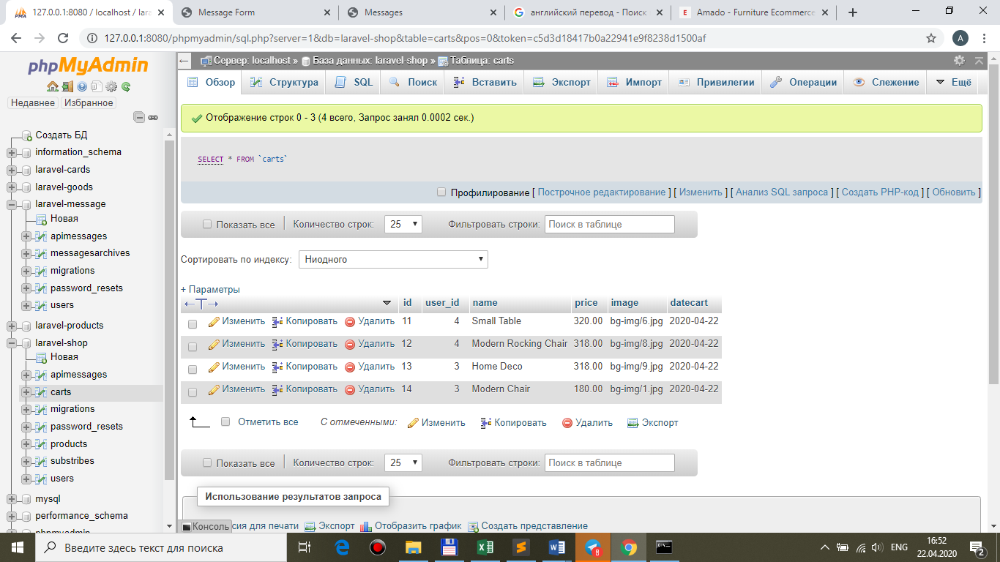 127.0.0.1:8080 / localhost / lara
Message Form
Messages
английский перевод - Поиск
Amado - Furniture Ecommerce
127.0.0.1:8080/phpmyadmin/sql.php?server=1&db=laravel-shop&table=carts&pos=0&token=c5d3d18417b0a22941e9f8238d1500af
A
phpMyAdmin
Недавнее Избранное
Создать БД
information_schema
laravel-cards
laravel-goods
laravel-message
Новая
apimessages
messagesarchives
migrations
password_resets
users
laravel-products
laravel-shop
Новая
apimessages
carts
migrations
password_resets
products
substribes
users
mysql
performance_schema
phpmyadmin
Сервер: localhost » База данных: laravel-shop » Таблица: carts
Обзор Структура SQL Поиск Вставить Экспорт Импорт Привилегии Операции Слежение Ещё
Отображение строк 0 - 3 (4 всего, Запрос занял 0.0002 сек.)
SELECT * FROM `carts`
Профилирование [ Построчное редактирование ] [ Изменить ] [ Анализ SQL запроса ] [ Создать PHP-код ] [ Обновить ]
Показать все Количество строк: 25 Фильтровать строки: Поиск в таблице
Сортировать по индексу: Ниодного
+ Параметры
←T→ id user_id name price image datecart
Изменить Копировать Удалить 11 4 Small Table 320.00 bg-img/6.jpg 2020-04-22
Изменить Копировать Удалить 12 4 Modern Rocking Chair 318.00 bg-img/8.jpg 2020-04-22
Изменить Копировать Удалить 13 3 Home Deco 318.00 bg-img/9.jpg 2020-04-22
Изменить Копировать Удалить 14 3 Modern Chair 180.00 bg-img/1.jpg 2020-04-22
Отметить все С отмеченными: Изменить Копировать Удалить Экспорт
Показать все Количество строк: 25 Фильтровать строки: Поиск в таблице
Использование результатов запроса
Консоль сия для печати Экспорт Отобразить график Создать представление
Введите здесь текст для поиска
8
ENG
16:52
22.04.2020
2